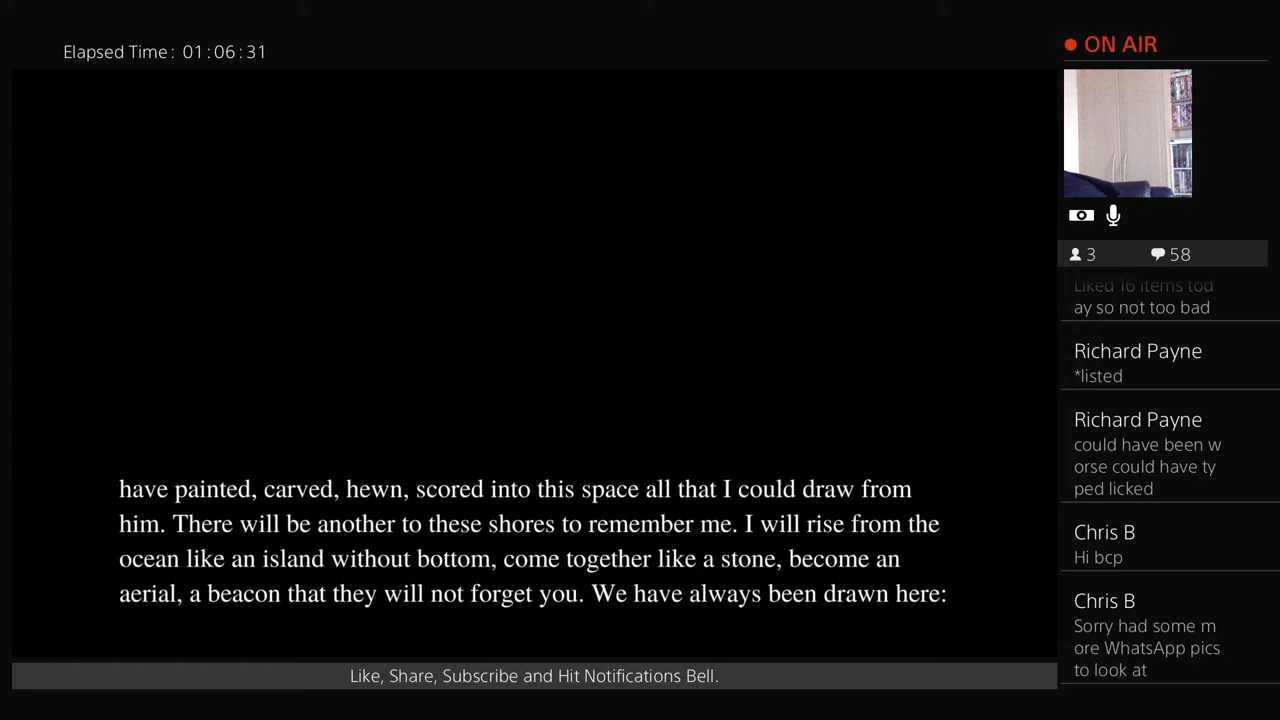 Elapsed Time: 01:06:31
ON AIR
3 58
Liked 16 items tod
ay so not too bad
Richard Payne
*listed
Richard Payne
could have been w
orse could have ty
ped licked
Chris B
Hi bcp
Chris B
Sorry had some m
ore WhatsApp pics
to look at
have painted, carved, hewn, scored into this space all that I could draw from
him. There will be another to these shores to remember me. I will rise from the
ocean like an island without bottom, come together like a stone, become an
aerial, a beacon that they will not forget you. We have always been drawn here:
Like, Share, Subscribe and Hit Notifications Bell.